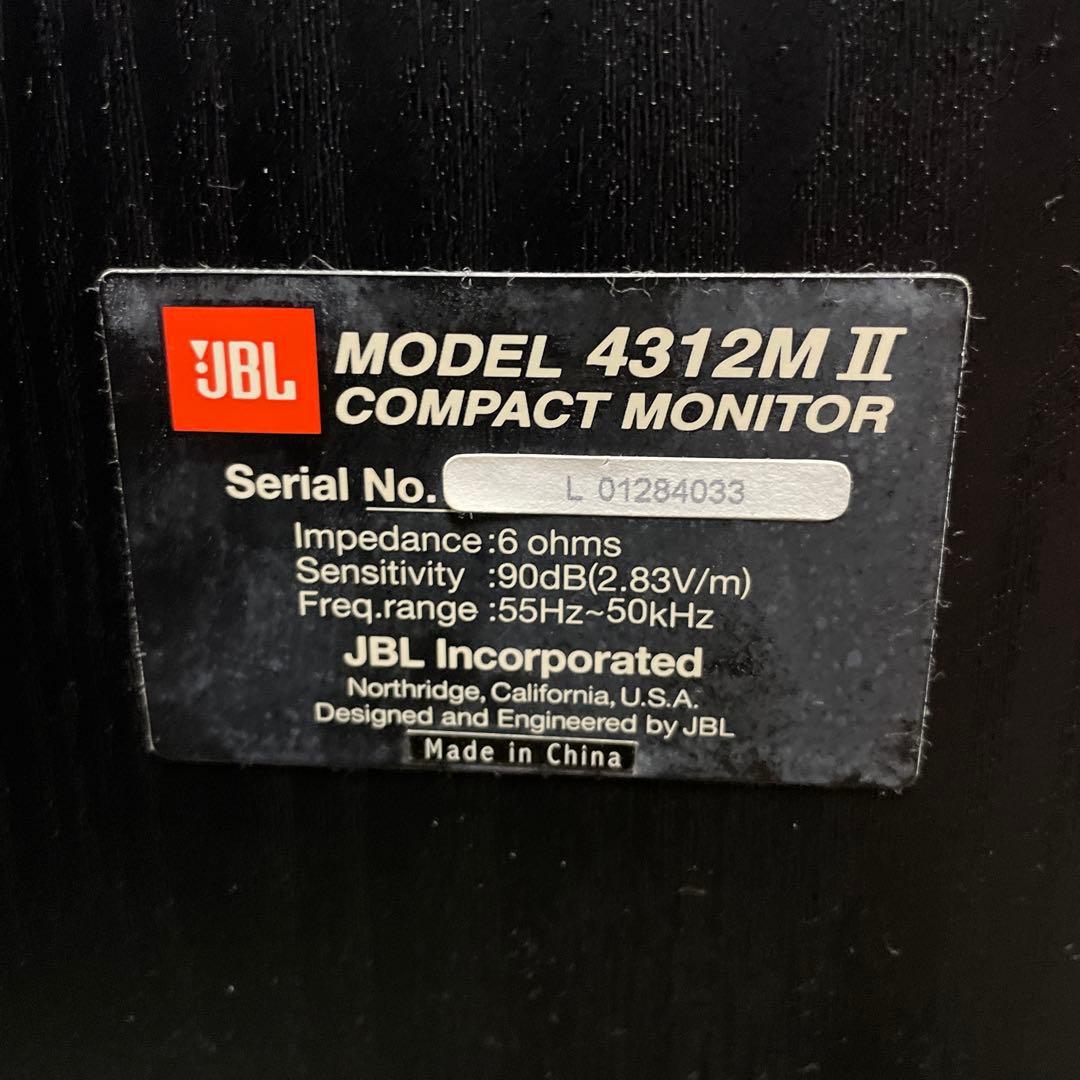 JBL
MODEL 4312M II
COMPACT MONITOR
Serial No. L 01284033
Impedance:6 ohms
Sensitivity :90dB(2.83V/m)
Freq.range :55Hz~50kHz
JBL Incorporated
Northridge, California, U.S.A.
Designed and Engineered by JBL
Made in China